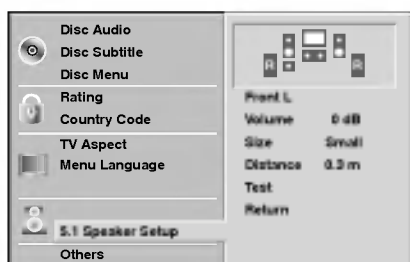 Disc Audio
Disc Subtitle
Disc Menu
Rating
Country Code
TV Aspect
Menu Language
5.1 Speaker Setup
Others
R R
Front L
Volume 0 dB
Size Small
Distance 0.3 m
Test
Return